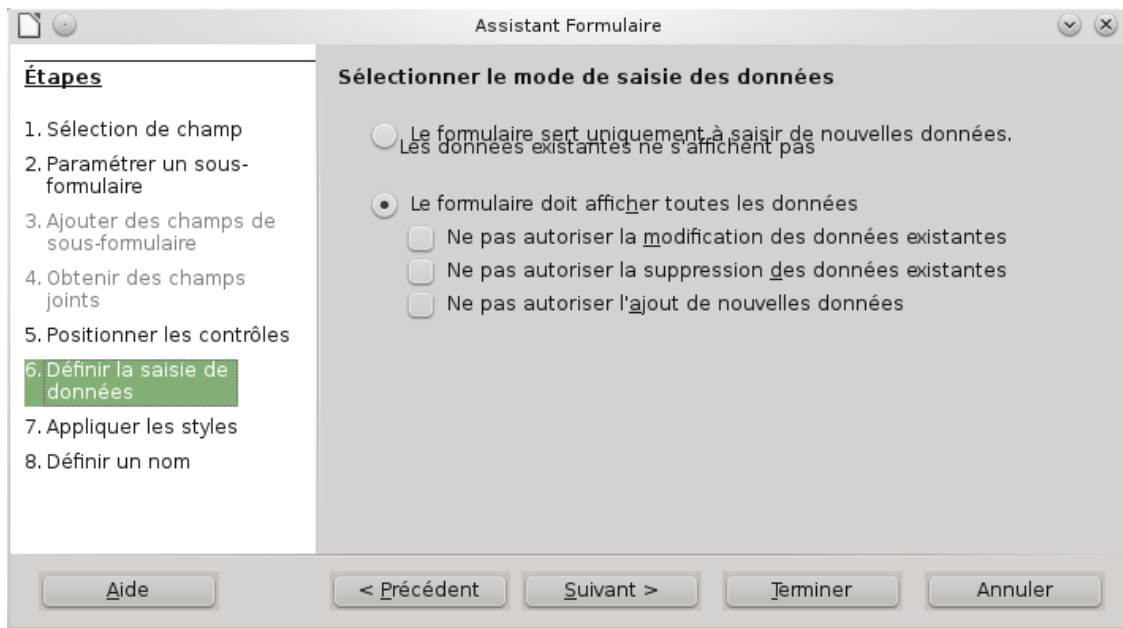 Assistant Formulaire
Étapes
1. Sélection de champ
2. Paramétrer un sous-
formulaire
3. Ajouter des champs de
sous-formulaire
4. Obtenir des champs
joints
5. Positionner les contrôles
6. Définir la saisie de
données
7. Appliquer les styles
8. Définir un nom
Sélectionner le mode de saisie des données
Le formulaire sert uniquement à saisir de nouvelles données.
Les données existantes ne s'affichent pas
Le formulaire doit afficher toutes les données
Ne pas autoriser la modification des données existantes
Ne pas autoriser la suppression des données existantes
Ne pas autoriser l'ajout de nouvelles données
Aide
< Précédent
Suivant >
Terminer
Annuler